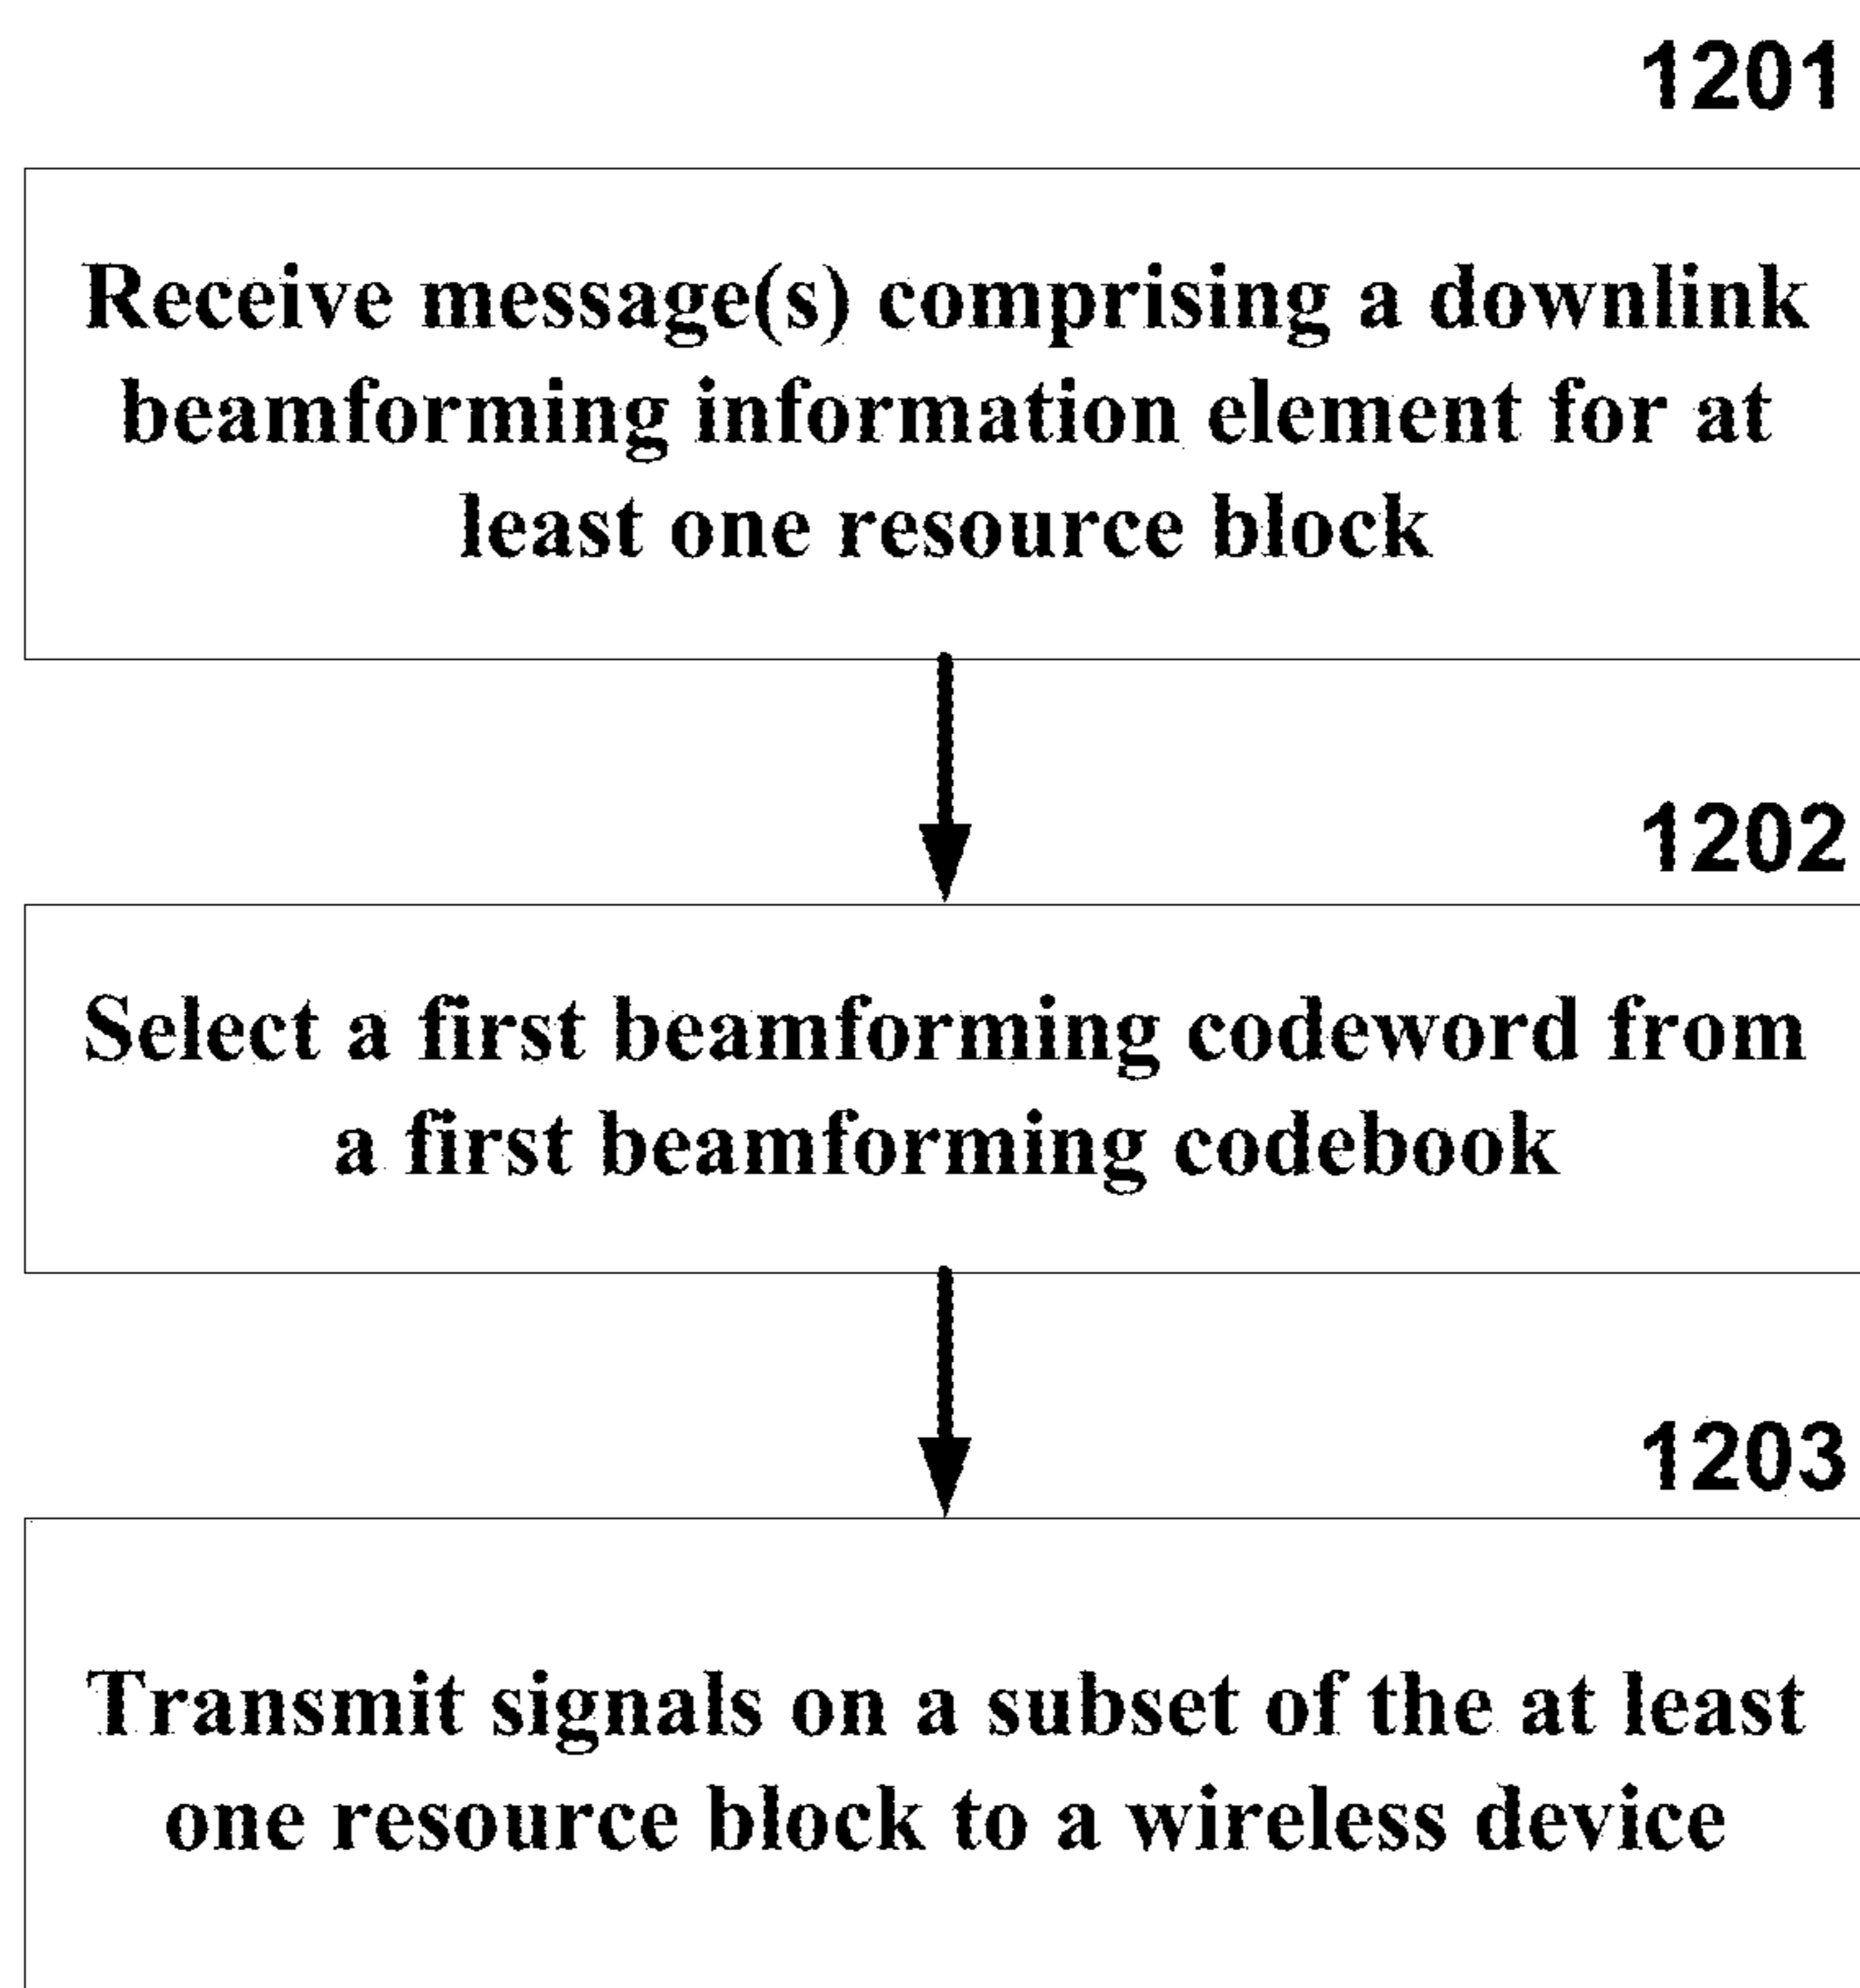 1201
Receive message(s) comprising a downlink
beamforming information element for at
least one resource block
1202
Select a first beamforming codeword from
a first beamforming codebook
1203
Transmit signals on a subset of the at least
one resource block to a wireless device